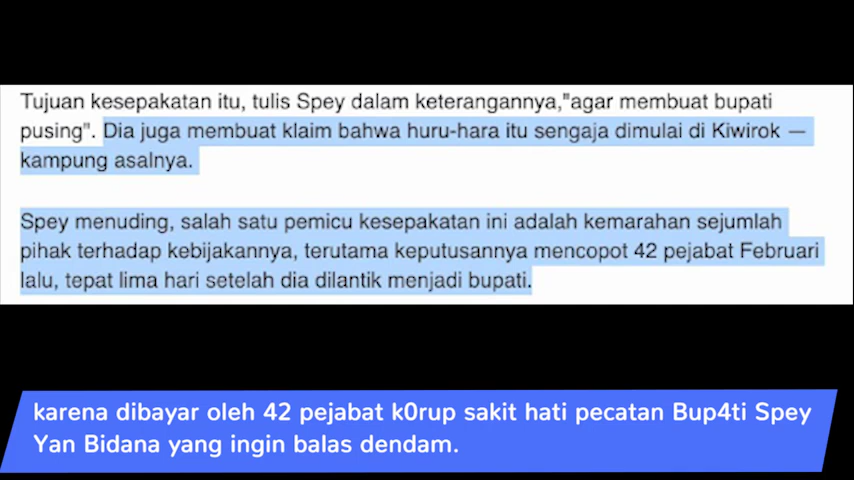 Tujuan kesepakatan itu, tulis Spey dalam keterangannya,"agar membuat bupati
pusing". Dia juga membuat klaim bahwa huru-hara itu sengaja dimulai di Kiwirok —
kampung asalnya.
Spey menuding, salah satu pemicu kesepakatan ini adalah kemarahan sejumlah
pihak terhadap kebijakannya, terutama keputusannya mencopot 42 pejabat Februari
lalu, tepat lima hari setelah dia dilantik menjadi bupati.
karena dibayar oleh 42 pejabat k0rup sakit hati pecatan Bup4ti Spey
Yan Bidana yang ingin balas dendam.